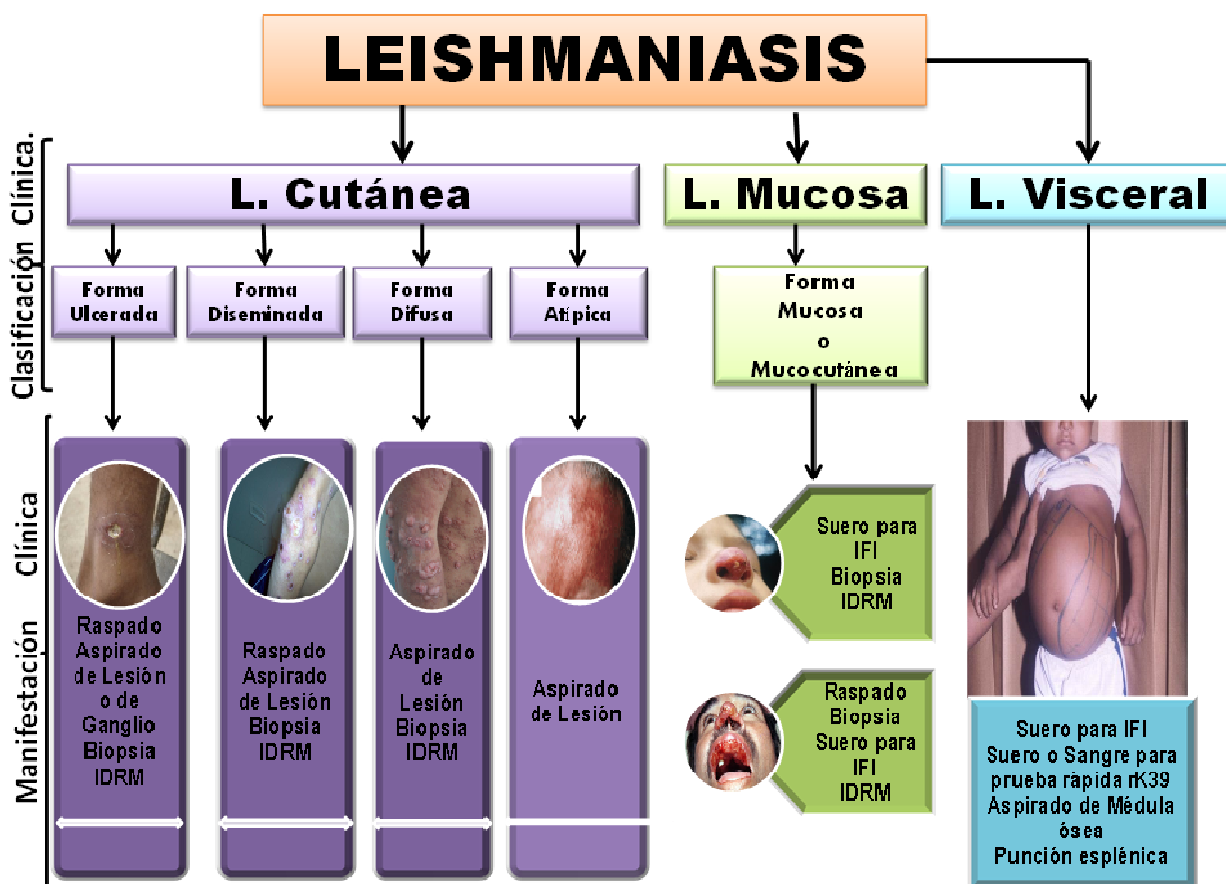 LEISHMANIASIS
Clasificación Clínica.
L. Cutánea
L. Mucosa
L. Visceral
Forma
Ulcerada
Forma
Diseminada
Forma
Difusa
Forma
Atípica
Forma
Mucosa
o
Mucocutánea
Manifestación Clínica
Raspado
Aspirado
de Lesión
o de
Ganglio
Biopsia
IDRM
Raspado
Aspirado
de Lesión
Biopsia
IDRM
Aspirado
de
Lesión
Biopsia
IDRM
Aspirado
de Lesión
Suero para
IFI
Biopsia
IDRM
Raspado
Biopsia
Suero para
IFI
IDRM
Suero para IFI
Suero o Sangre para
prueba rápida rK39
Aspirado de Médula
ósea
Punción esplénica